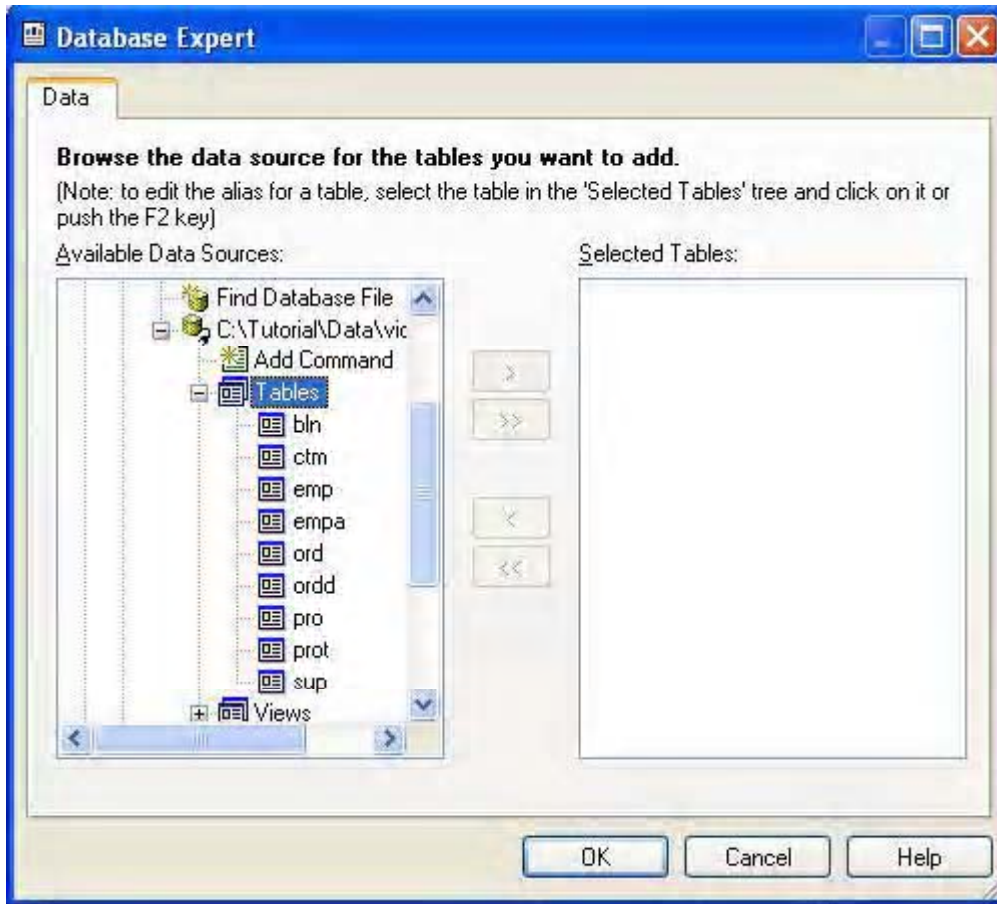 Database Expert
Data
Browse the data source for the tables you want to add.
(Note: to edit the alias for a table, select the table in the 'Selected Tables' tree and click on it or
push the F2 key)
Available Data Sources:
Selected Tables:
Find Database File
C:\Tutorial\Data\vic
Add Command
Tables
bln
ctm
emp
empa
ord
ordd
pro
prot
sup
Views
>
>>
<
<<
OK
Cancel
Help